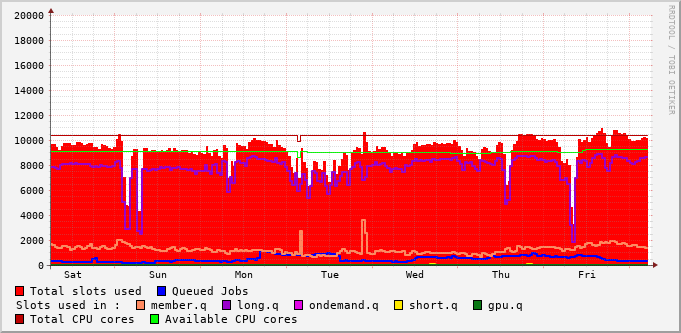 20000
18000
16000
14000
12000
10000
8000
6000
4000
2000
0
Sat Sun Mon Tue Wed Thu Fri
RRDTOOL / TOBI OETIKER
Total slots used Queued Jobs
Slots used in : member.q long.q ondemand.q short.q gpu.q
Total CPU cores Available CPU cores